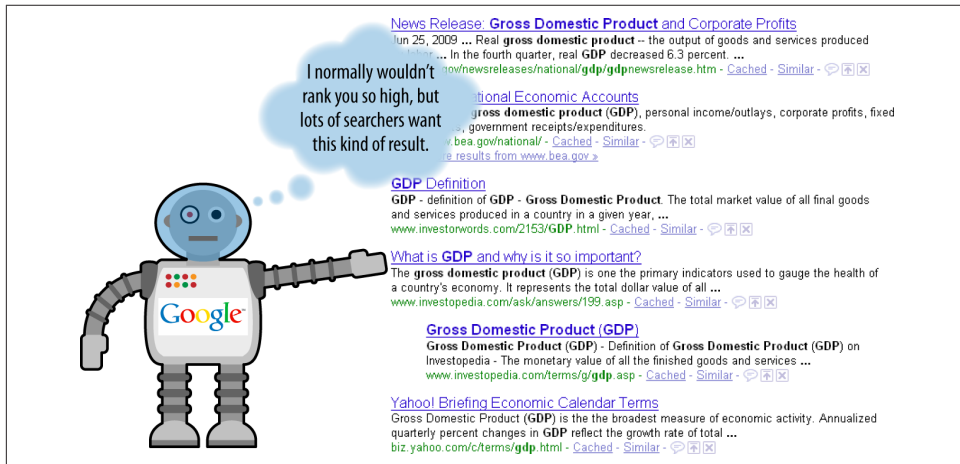 News Release: Gross Domestic Product and Corporate Profits
Jun 25, 2009 ... Real gross domestic product -- the output of goods and services produced
... In the fourth quarter, real GDP decreased 6.3 percent. ...
gov/newsreleases/national/gdp/gdpnewsrelease.htm - Cached - Similar -
I normally wouldn't
rank you so high, but
lots of searchers want
this kind of result.
Economic Accounts
gross domestic product (GDP), personal income/outlays, corporate profits, fixed
, government receipts/expenditures.
.bea.gov/national/ - Cached - Similar -
results from www.bea.gov »
GDP Definition
GDP - definition of GDP - Gross Domestic Product. The total market value of all final goods
and services produced in a country in a given year, ...
www.investorwords.com/2153/GDP.html - Cached - Similar -
What is GDP and why is it so important?
The gross domestic product (GDP) is one the primary indicators used to gauge the health of
a country's economy. It represents the total dollar value of all ...
www.investopedia.com/ask/answers/199.asp - Cached - Similar -
Google
Gross Domestic Product (GDP)
Gross Domestic Product (GDP) - Definition of Gross Domestic Product (GDP) on
Investopedia - The monetary value of all the finished goods and services ...
www.investopedia.com/terms/g/gdp.asp - Cached - Similar -
Yahoo! Briefing Economic Calendar Terms
Gross Domestic Product (GDP) is the the broadest measure of economic activity. Annualized
quarterly percent changes in GDP reflect the growth rate of total ...
biz.yahoo.com/c/terms/gdp.html - Cached - Similar -